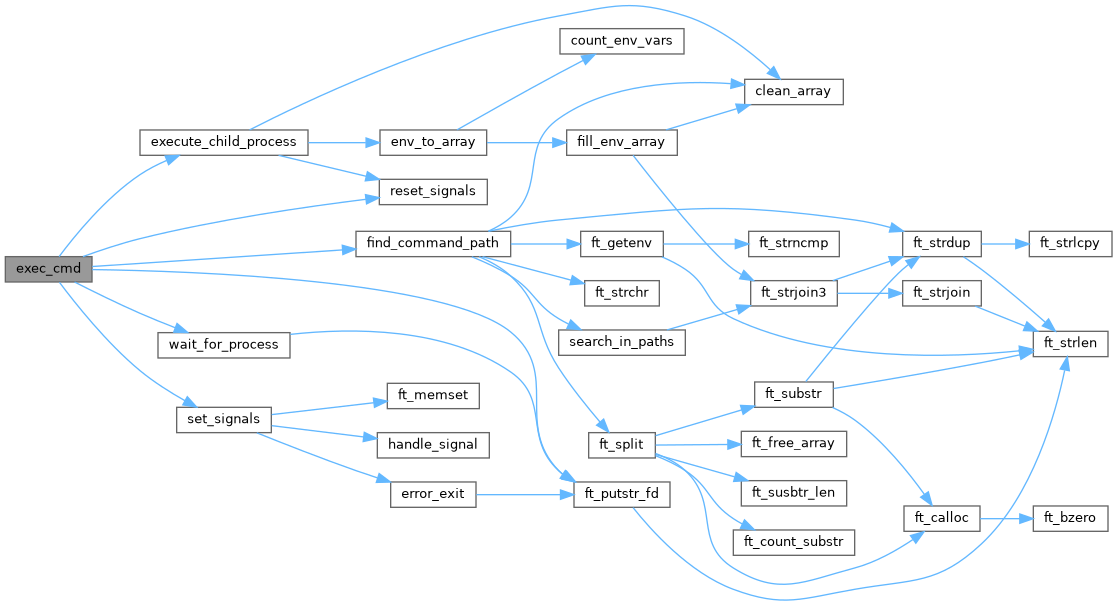 exec_cmd
execute_child_process
reset_signals
find_command_path
wait_for_process
set_signals
env_to_array
ft_memset
handle_signal
error_exit
count_env_vars
fill_env_array
ft_getenv
ft_strchr
search_in_paths
ft_split
ft_putstr_fd
clean_array
ft_strncmp
ft_strjoin3
ft_substr
ft_free_array
ft_susbtr_len
ft_count_substr
ft_strdup
ft_strjoin
ft_calloc
ft_strlcpy
ft_strlen
ft_bzero